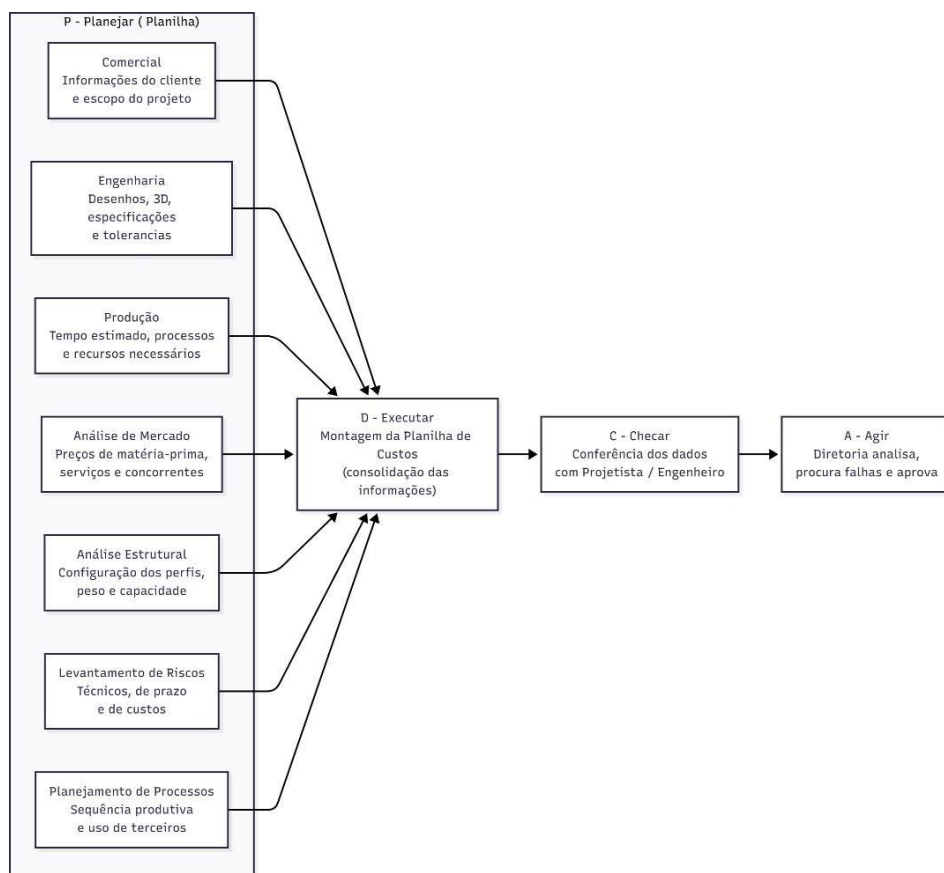 P - Planejar ( Planilha)
Comercial
Informações do cliente
e escopo do projeto
Engenharia
Desenhos, 3D,
especificações
e tolerancias
Produção
Tempo estimado, processos
e recursos necessários
Análise de Mercado
Preços de matéria-prima,
serviços e concorrentes
Análise Estrutural
Configuração dos perfis,
peso e capacidade
Levantamento de Riscos
Técnicos, de prazo
e de custos
Planejamento de Processos
Sequência produtiva
e uso de terceiros
D - Executar
Montagem da Planilha de
Custos
(consolidação das
informações)
C - Checar
Conferência dos dados
com Projetista / Engenheiro
A - Agir
Diretoria analisa,
procura falhas e aprova